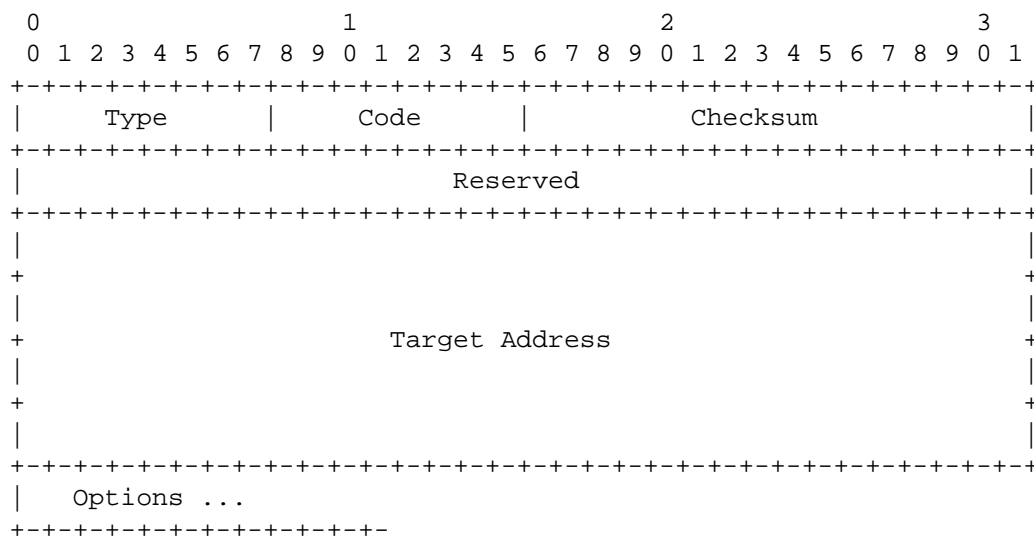 0                   1                   2                   3
 0 1 2 3 4 5 6 7 8 9 0 1 2 3 4 5 6 7 8 9 0 1 2 3 4 5 6 7 8 9 0 1
+-+-+-+-+-+-+-+-+-+-+-+-+-+-+-+-+-+-+-+-+-+-+-+-+-+-+-+-+-+-+-+-+
|     Type      |     Code      |          Checksum             |
+-+-+-+-+-+-+-+-+-+-+-+-+-+-+-+-+-+-+-+-+-+-+-+-+-+-+-+-+-+-+-+-+
|                           Reserved                            |
+-+-+-+-+-+-+-+-+-+-+-+-+-+-+-+-+-+-+-+-+-+-+-+-+-+-+-+-+-+-+-+-+
|                                                               |
+                                                               +
|                                                               |
+                       Target Address                          +
|                                                               |
+                                                               +
|                                                               |
+-+-+-+-+-+-+-+-+-+-+-+-+-+-+-+-+-+-+-+-+-+-+-+-+-+-+-+-+-+-+-+-+
|   Options ...
+-+-+-+-+-+-+-+-+-+-+-+-